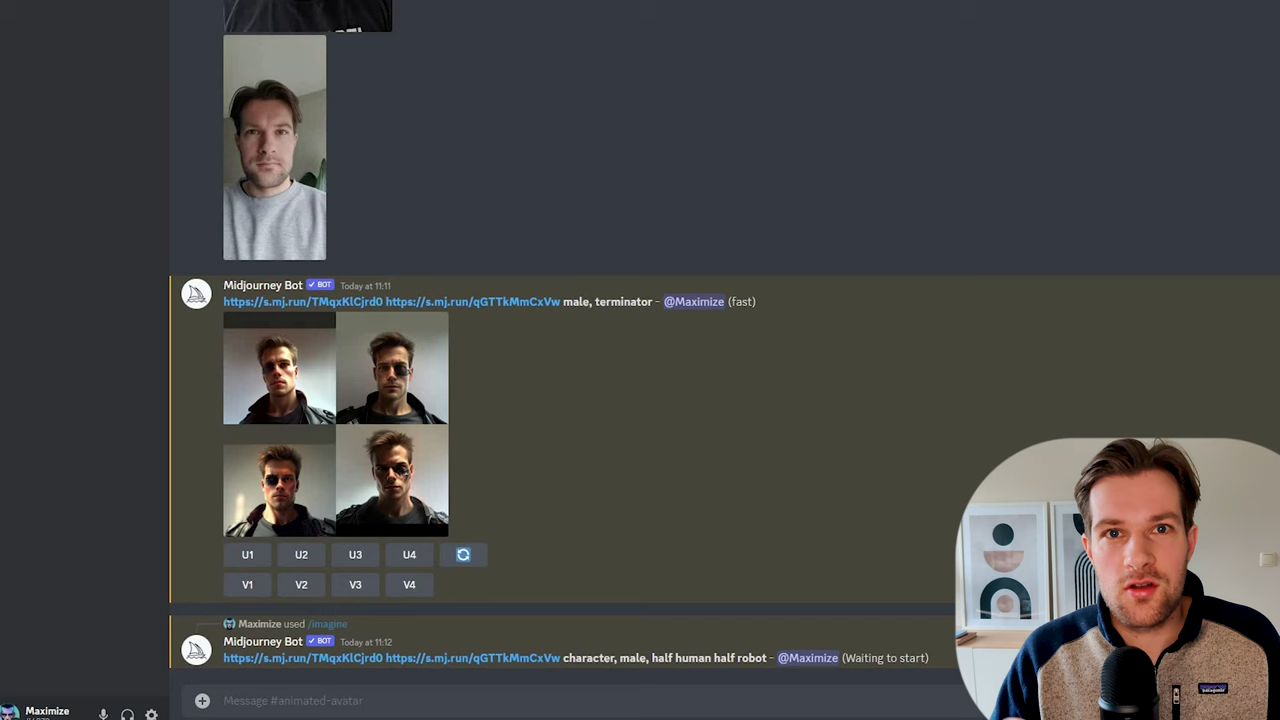 Midjourney Bot ✔ BOT Today at 11:11
https://s.mj.run/TMqxKlCjrd0 https://s.mj.run/qGTTkMmCxVw male, terminator - @Maximize (fast)
U1 U2 U3 U4
V1 V2 V3 V4
Maximize used /imagine
Midjourney Bot ✔ BOT Today at 11:12
https://s.mj.run/TMqxKlCjrd0 https://s.mj.run/qGTTkMmCxVw character, male, half human half robot - @Maximize (Waiting to start)
Message #animated-avatar
Maximize
patagonia